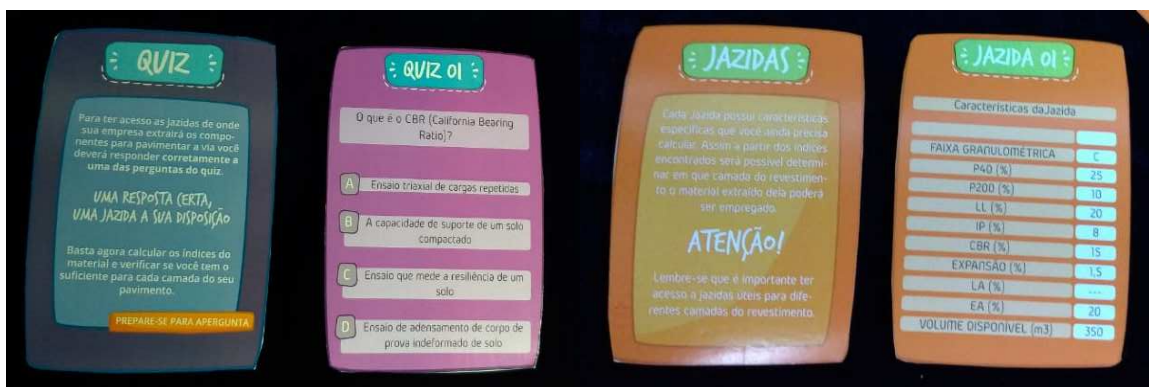 QUIZ
Para ter acesso as jazidas de onde
sua empresa extrairá os compo-
nentes para pavimentar a via você
deverá responder corretamente a
uma das perguntas do quiz.
UMA RESPOSTA CERTA,
UMA JAZIDA A SUA DISPOSIÇÃO
Basta agora calcular os índices do
material e verificar se você tem o
suficiente para cada camada do seu
pavimento.
PREPARE-SE PARA APERGUNTA
QUIZ 01
O que é o CBR (California Bearing
Ratio)?
A Ensaio triaxial de cargas repetidas
B A capacidade de suporte de um solo
compactado
C Ensaio que mede a resiliência de um
solo
D Ensaio de adensamento de corpo de
prova indeformado de solo
JAZIDAS
Cada Jazida possui características
específicas que você ainda precisa
calcular. Assim a partir dos índices
encontrados será possível determi-
nar em que camada do revestimen-
to o material extraído dela poderá
ser empregado.
ATENÇÃO!
Lembre-se que é importante ter
acesso a jazidas úteis para dife-
rentes camadas do revestimento.
JAZIDA 01
Características daJazida
FAIXA GRANULOMÉTRICA C
P40 (%) 25
P200 (%) 10
LL (%) 20
IP (%) 8
CBR (%) 15
EXPANSÃO (%) 1,5
LA (%) ---
EA (%) 20
VOLUME DISPONÍVEL (m3) 350